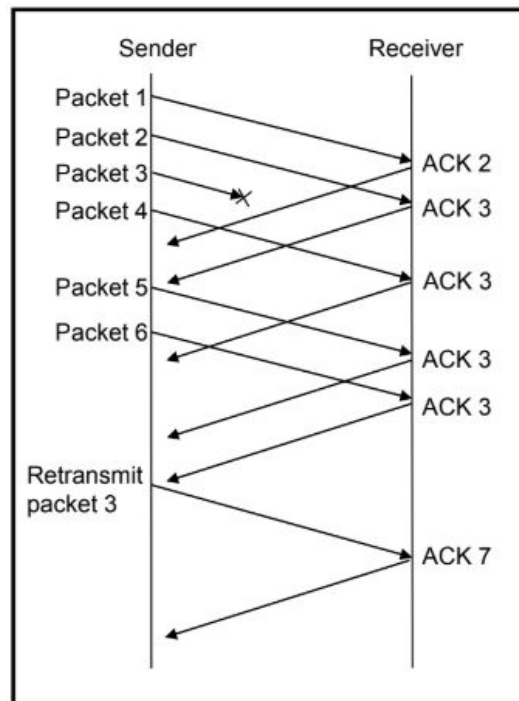 Sender
Receiver
Packet 1
Packet 2
Packet 3
Packet 4
Packet 5
Packet 6
Retransmit
packet 3
ACK 2
ACK 3
ACK 3
ACK 3
ACK 3
ACK 7